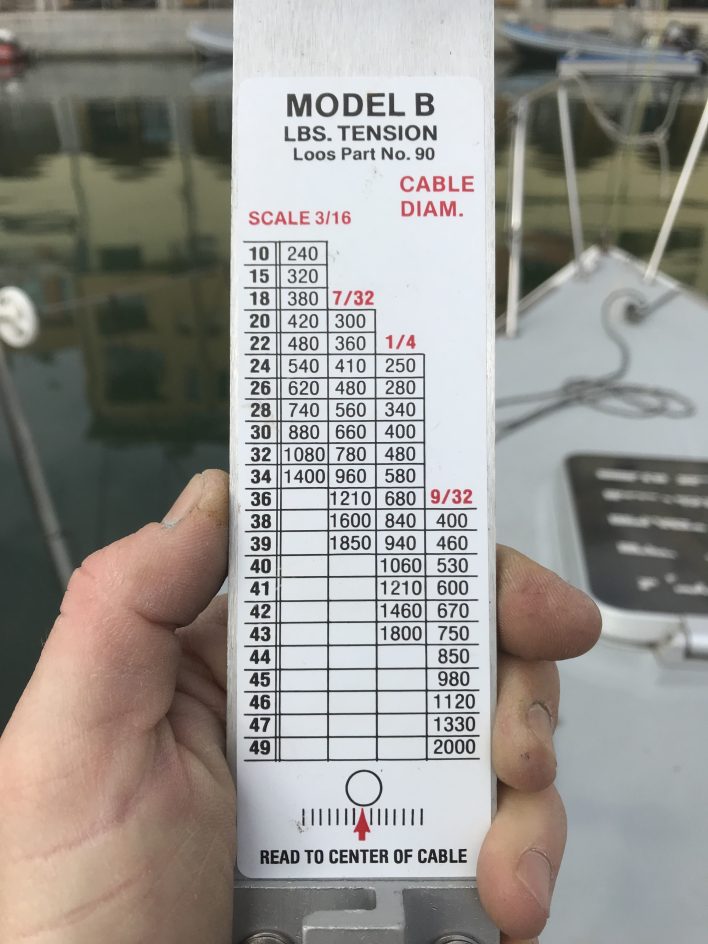 MODEL B
LBS. TENSION
Loos Part No. 90
CABLE
DIAM.
SCALE 3/16
10 240
15 320
18 380 7/32
20 420 300
22 480 360 1/4
24 540 410 250
26 620 480 280
28 740 560 340
30 880 660 400
32 1080 780 480
34 1400 960 580
36 1210 680 9/32
38 1600 840 400
39 1850 940 460
40 1060 530
41 1210 600
42 1460 670
43 1800 750
44 850
45 980
46 1120
47 1330
49 2000
READ TO CENTER OF CABLE